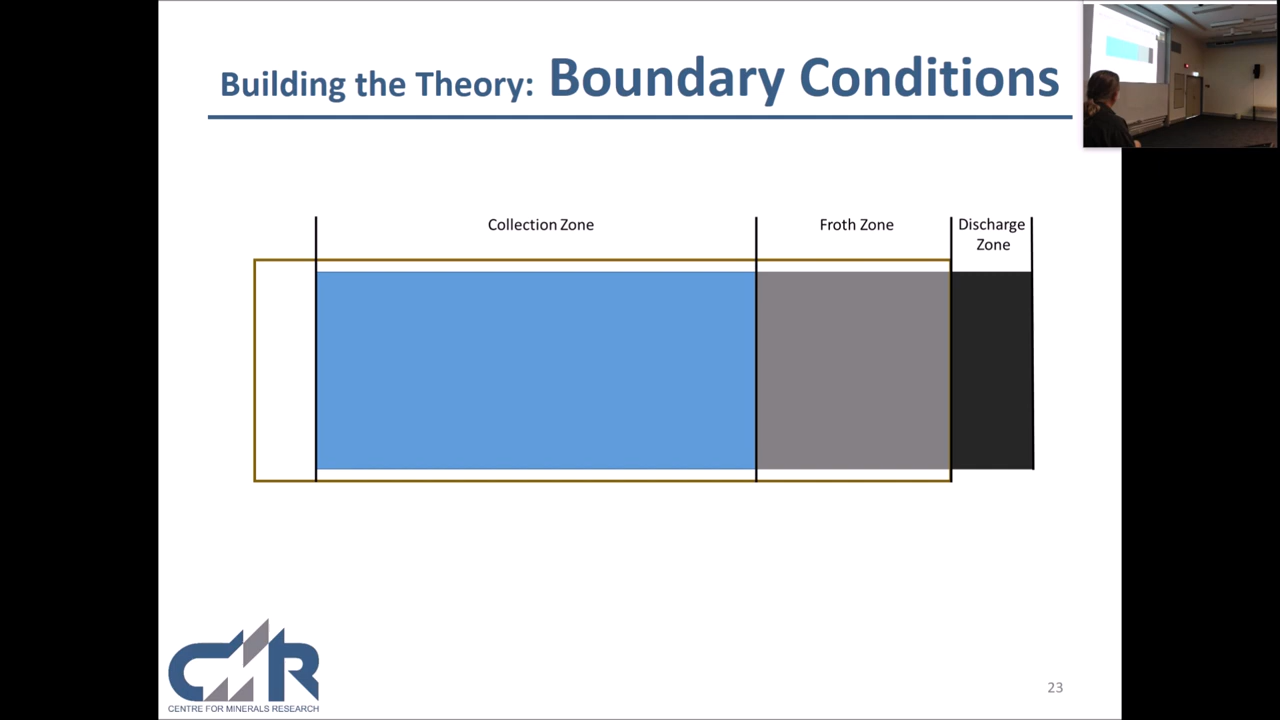 Building the Theory: Boundary Conditions
Collection Zone
Froth Zone
Discharge
Zone
CMR
CENTRE FOR MINERALS RESEARCH
23